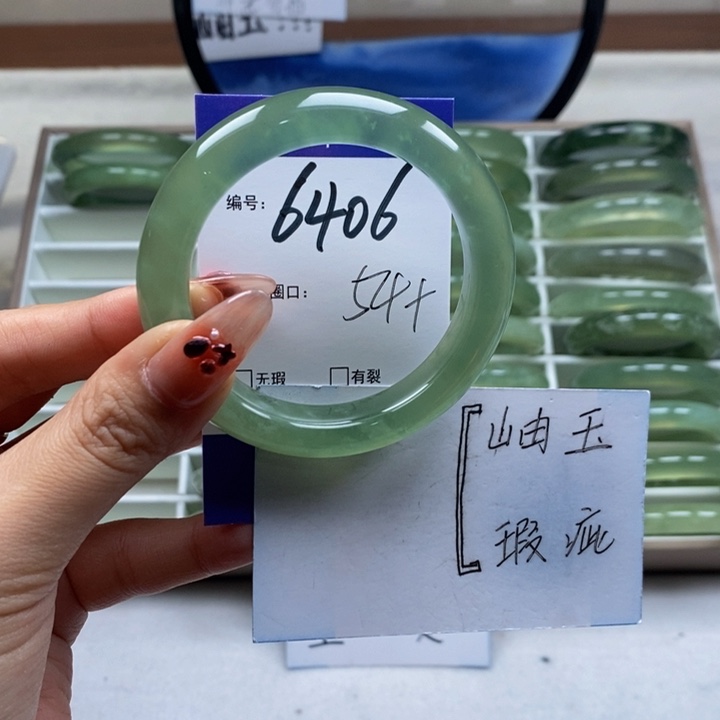 编号: 6406
圈口: 54+
无瑕 有裂
岫玉
瑕疵